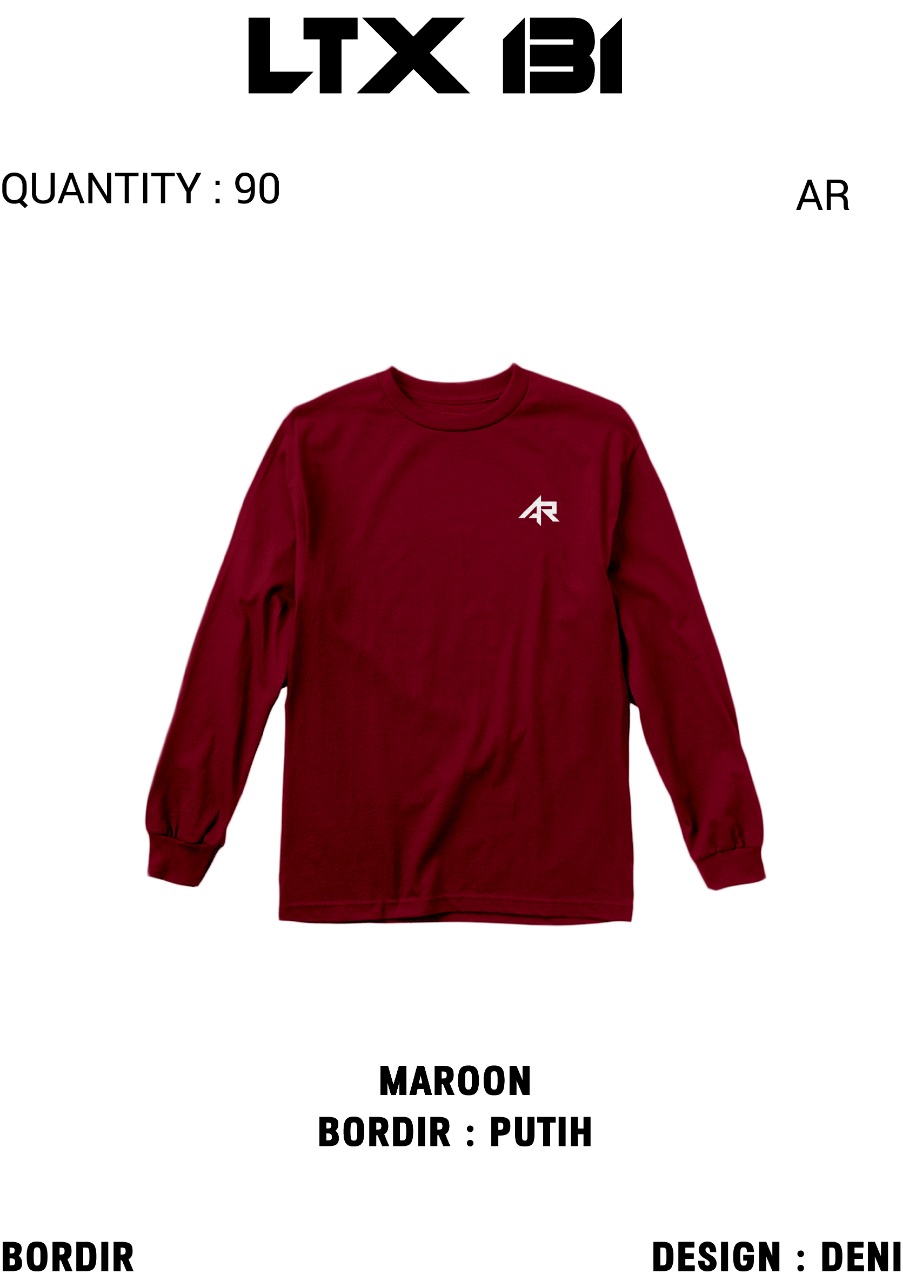 LTX 131
QUANTITY : 90
AR
AR
MAROON
BORDIR : PUTIH
BORDIR
DESIGN : DENI